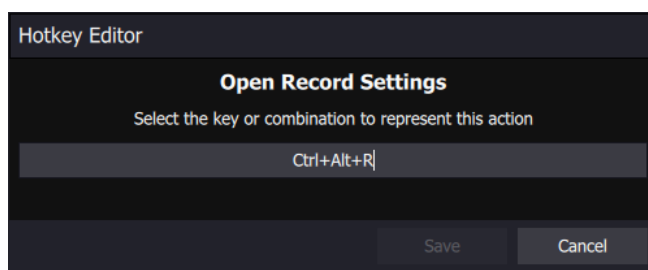 Hotkey Editor
Open Record Settings
Select the key or combination to represent this action
Ctrl+Alt+R
Save Cancel